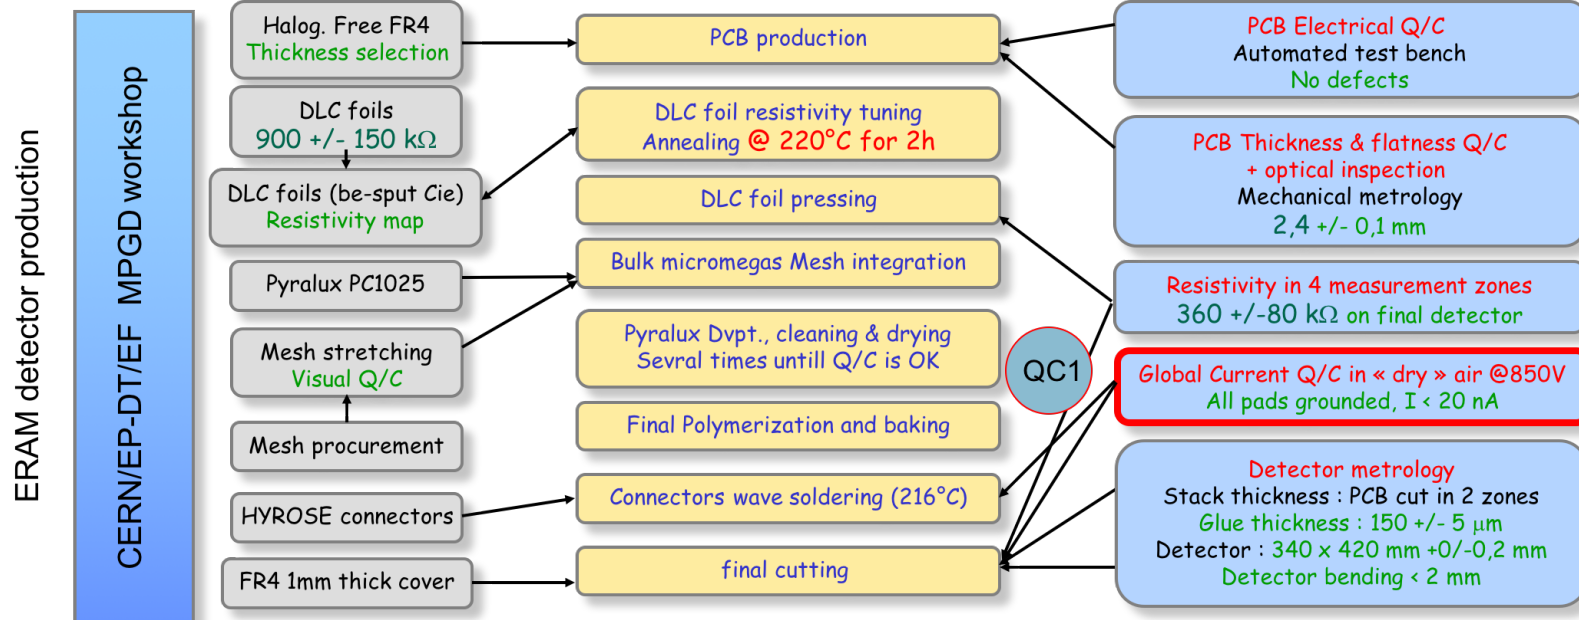 ERAM detector production
CERN/EP-DT/EF MPGD workshop
Halog. Free FR4
Thickness selection
DLC foils
900 +/- 150 kΩ
DLC foils (be-sput Cie)
Resistivity map
Pyralux PC1025
Mesh stretching
Visual Q/C
Mesh procurement
HYROSE connectors
FR4 1mm thick cover
PCB production
DLC foil resistivity tuning
Annealing @ 220°C for 2h
DLC foil pressing
Bulk micromegas Mesh integration
Pyralux Dvpt., cleaning & drying
Sevral times untill Q/C is OK
Final Polymerization and baking
Connectors wave soldering (216°C)
final cutting
QC1
PCB Electrical Q/C
Automated test bench
No defects
PCB Thickness & flatness Q/C
+ optical inspection
Mechanical metrology
2,4 +/- 0,1 mm
Resistivity in 4 measurement zones
360 +/-80 kΩ on final detector
Global Current Q/C in « dry » air @850V
All pads grounded, I < 20 nA
Detector metrology
Stack thickness : PCB cut in 2 zones
Glue thickness : 150 +/- 5 μm
Detector : 340 x 420 mm +0/-0,2 mm
Detector bending < 2 mm